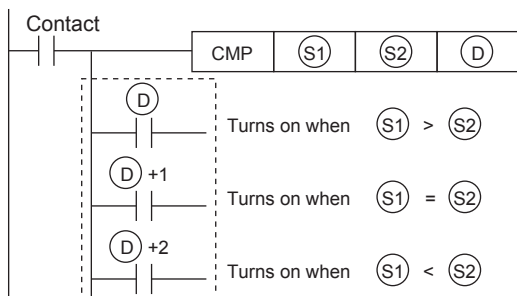 Contact
CMP S1 S2 D
D
Turns on when S1 > S2
D +1
Turns on when S1 = S2
D +2
Turns on when S1 < S2